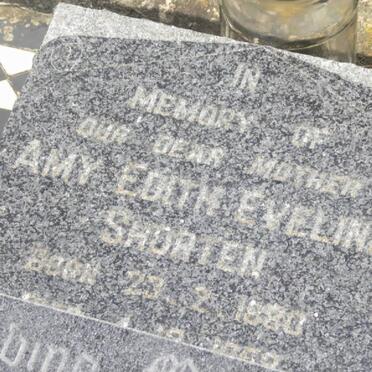 IN
MEMORY OF
OUR DEAR MOTHER
AMY EDITH EVELINE
SHORTEN
BORN 23.2.1880